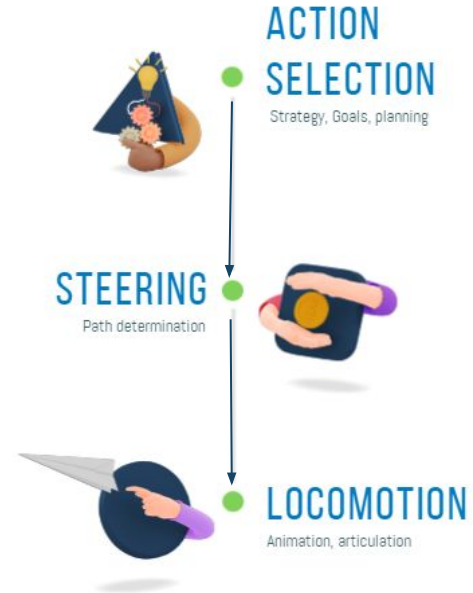 ACTION
SELECTION
Strategy, Goals, planning
STEERING
Path determination
LOCOMOTION
Animation, articulation